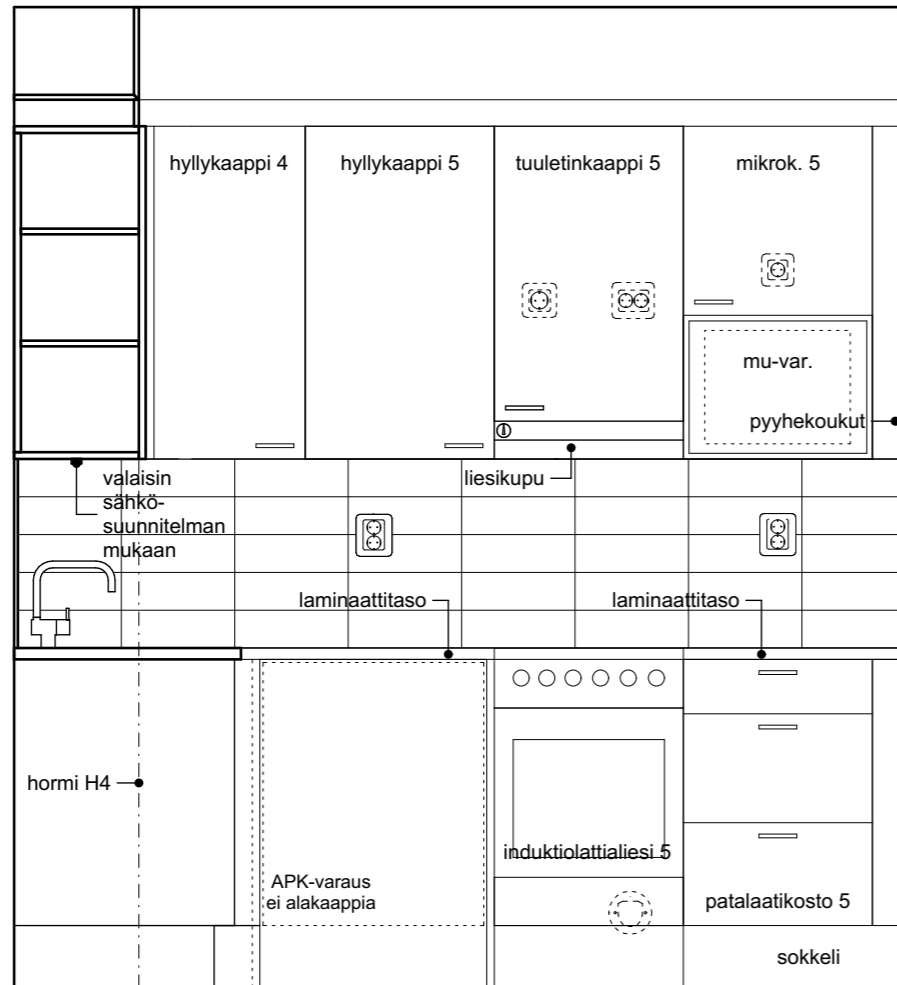 hyllykaappi 4
hyllykaappi 5
tuuletinkaappi 5
mikrok. 5
mu-var.
pyyhekoukut
valaisin
sähkö-
suunnitelman
mukaan
liesikupu
laminaattitaso
laminaattitaso
hormi H4
APK-varaus
ei alakaappia
induktiolattialiesi 5
patalaatikosto 5
sokkeli